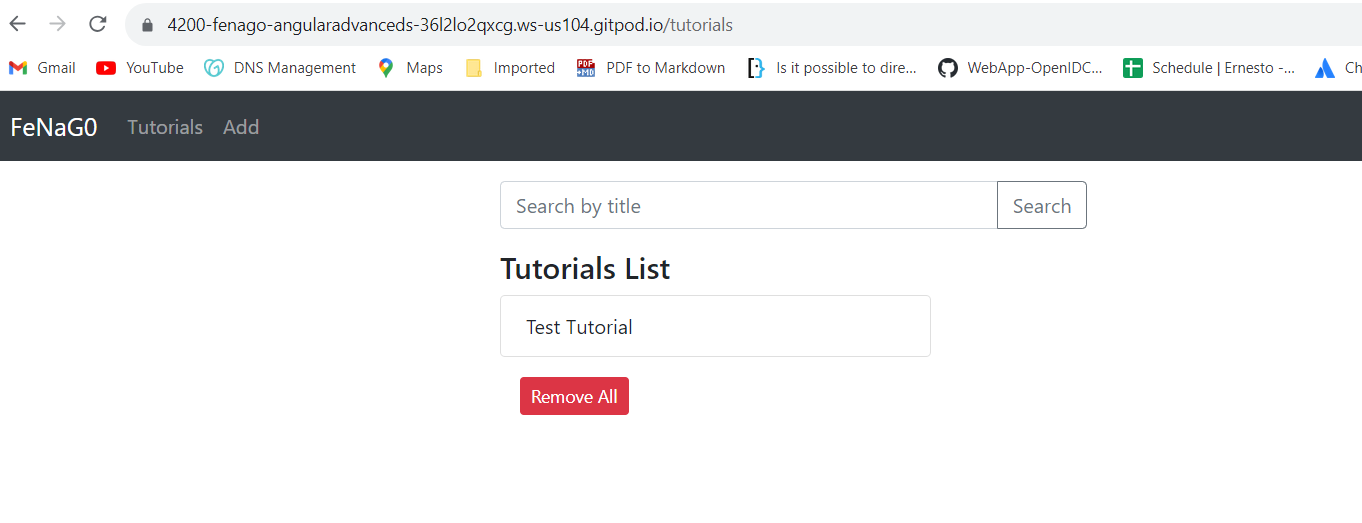 4200-fenago-angularadvanceds-36l2lo2qxcg.ws-us104.gitpod.io/tutorials
Gmail YouTube DNS Management Maps Imported PDF to Markdown Is it possible to dire... WebApp-OpenIDC... Schedule | Ernesto -... Ch
FeNaG0 Tutorials Add
Search by title Search
Tutorials List
Test Tutorial
Remove All